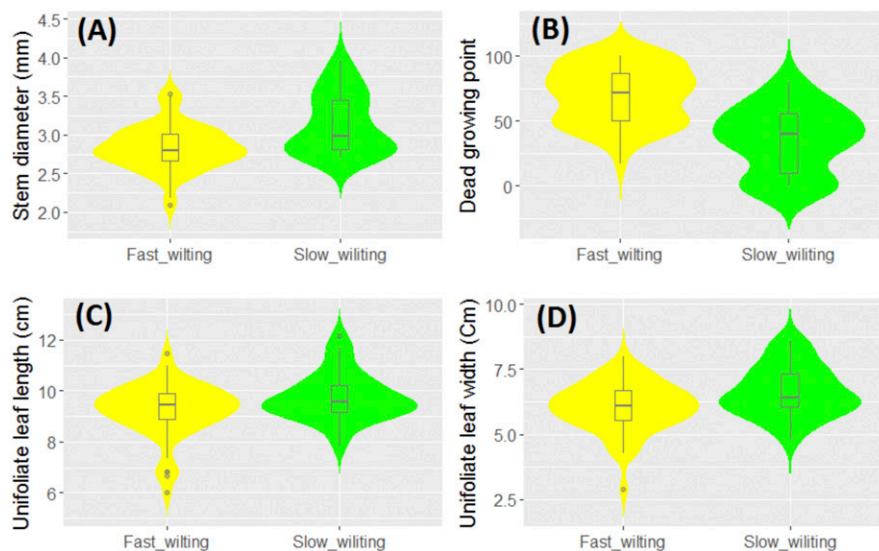 (A)
Stem diameter (mm)
4.5
4.0
3.5
3.0
2.5
2.0
Fast_wilting Slow_wiliting
(B)
Dead growing point
100
50
0
Fast_wilting Slow_wiliting
(C)
Unifoliate leaf length (cm)
12
10
8
6
Fast_wilting Slow_wiliting
(D)
Unifoliate leaf width (Cm)
10.0
7.5
5.0
2.5
Fast_wilting Slow_wiliting